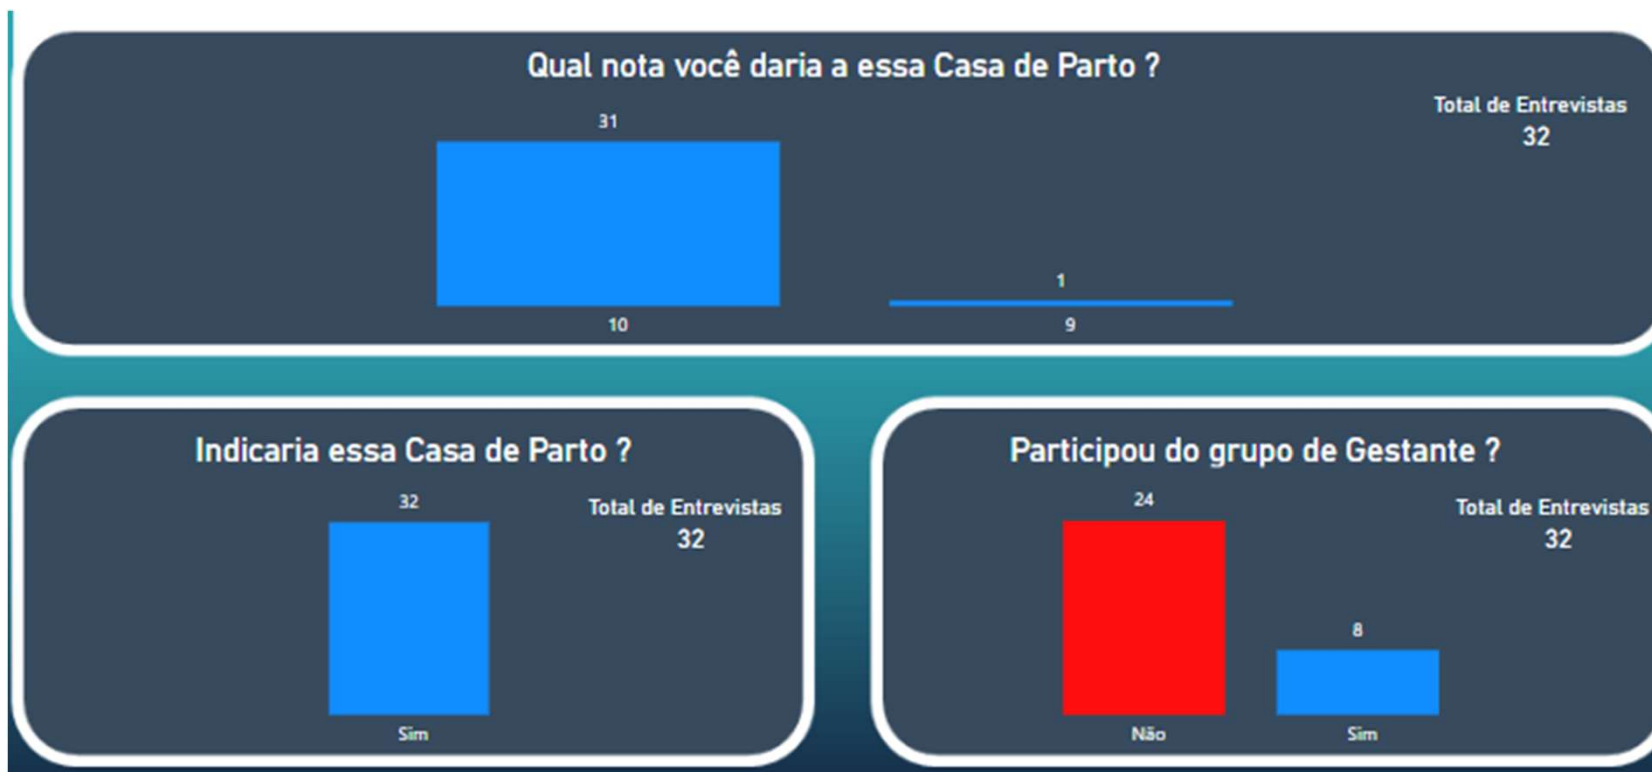 Qual nota você daria a essa Casa de Parto ?
Total de Entrevistas
32
31
1
10
9
Indicaria essa Casa de Parto ?
32
Total de Entrevistas
32
Sim
Participou do grupo de Gestante ?
24
Total de Entrevistas
32
8
Não
Sim